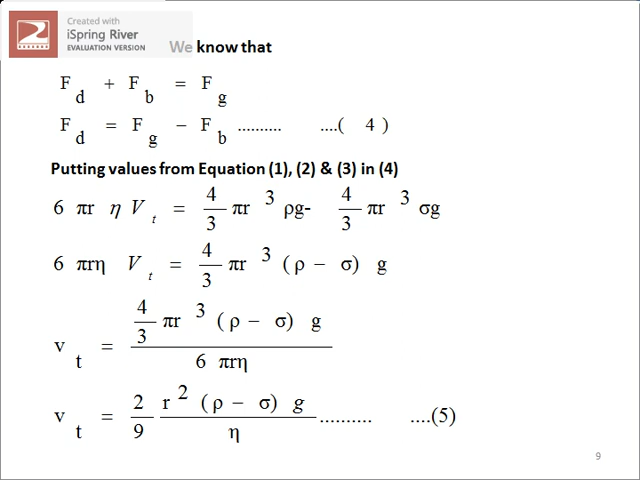 Created with
iSpring River
EVALUATION VERSION
We know that
F_d + F_b = F_g
F_d = F_g − F_b .......... ....( 4 )
Putting values from Equation (1), (2) & (3) in (4)
6 πr η V_t = 4/3 πr ^3 ρg- 4/3 πr ^3 σg
6 πrη V_t = 4/3 πr ^3 ( ρ − σ) g
v_t = 4/3 πr ^3 ( ρ − σ) g / 6 πrη
v_t = 2/9 r ^2 ( ρ − σ) g / η .......... ....(5)
9